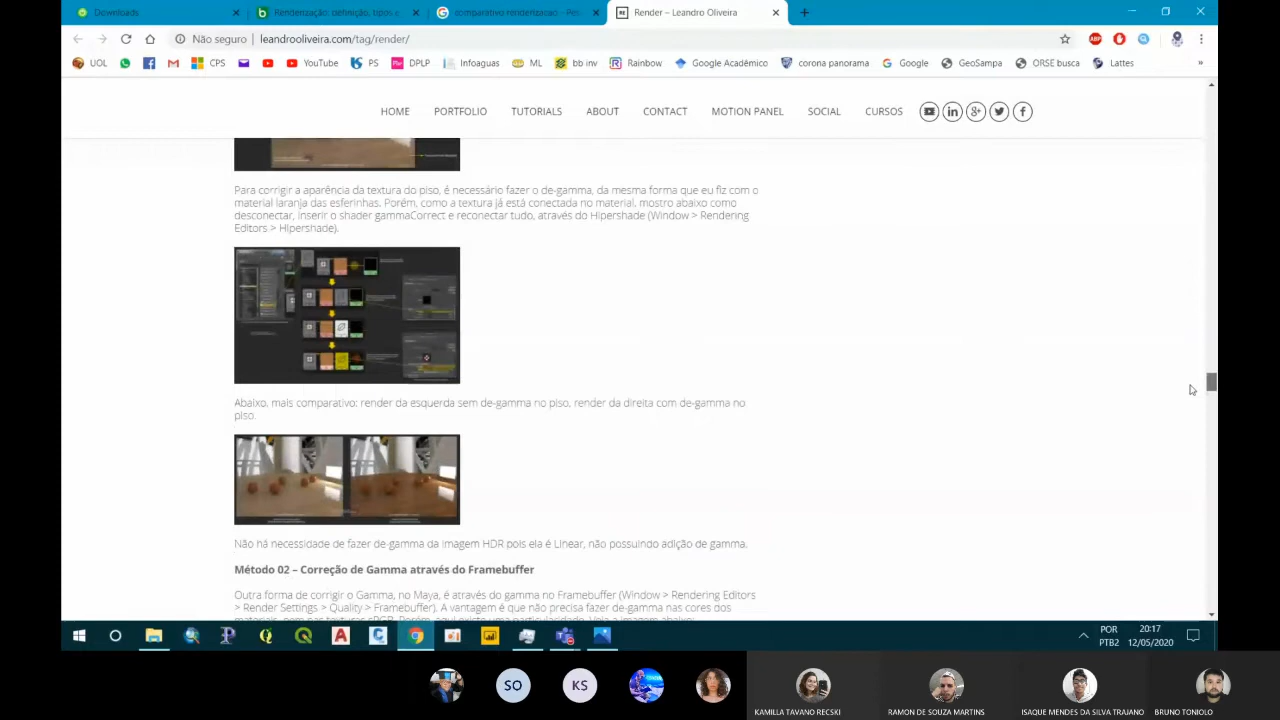 Downloads
Renderização: definição, tipos e
comparativo renderizacao - Pes
Render – Leandro Oliveira
Não seguro
leandrooliveira.com/tag/render/
UOL
CPS
YouTube
PS
DPLP
Infoaguas
ML
bb inv
Rainbow
Google Acadêmico
corona panorama
Google
GeoSampa
ORSE busca
Lattes
HOME
PORTFOLIO
TUTORIALS
ABOUT
CONTACT
MOTION PANEL
SOCIAL
CURSOS
Para corrigir a aparência da textura do piso, é necessário fazer o de-gamma, da mesma forma que eu fiz com o
material laranja das esferinhas. Porém, como a textura já está conectada no material, mostro abaixo como
desconectar, inserir o shader gammaCorrect e reconectar tudo, através do Hipershade (Window > Rendering
Editors > Hipershade).
Abaixo, mais comparativo: render da esquerda sem de-gamma no piso, render da direita com de-gamma no
piso.
Não há necessidade de fazer de-gamma da imagem HDR pois ela é Linear, não possuindo adição de gamma.
Método 02 – Correção de Gamma através do Framebuffer
Outra forma de corrigir o Gamma, no Maya, é através do gamma no Framebuffer (Window > Rendering Editors
> Render Settings > Quality > Framebuffer). A vantagem é que não precisa fazer de-gamma nas cores dos
POR
PTB2
20:17
12/05/2020
SO
KS
KAMILLA TAVANO RECSKI
RAMON DE SOUZA MARTINS
ISAQUE MENDES DA SILVA TRAJANO
BRUNO TONIOLO